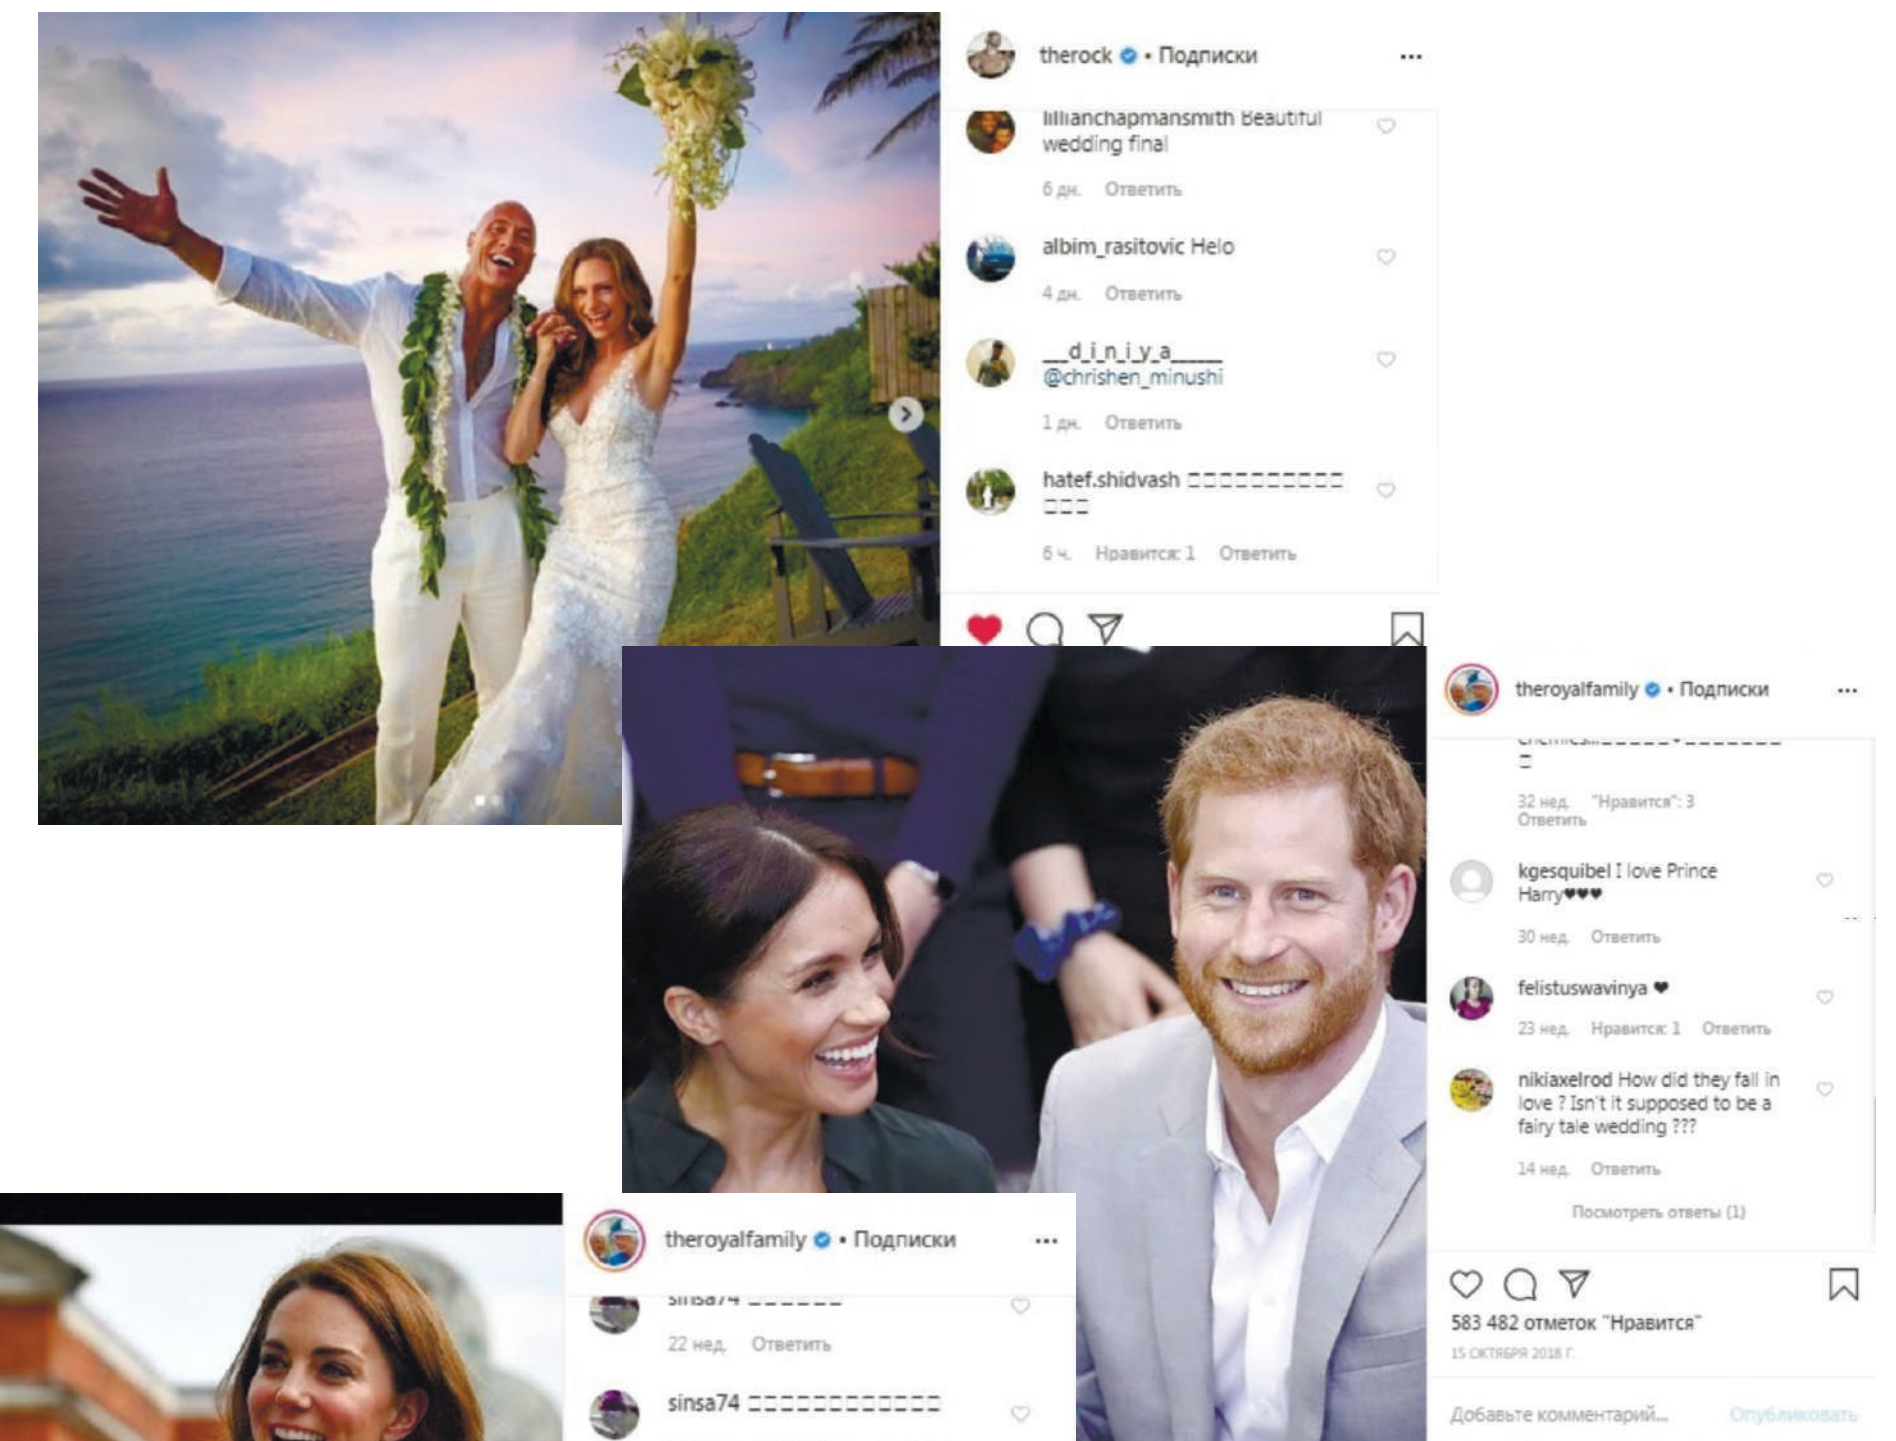 therock • Подписки
lillianchapmansmith Beautiful
wedding final
6 дн. Ответить
albim_rasitovic Helo
4 дн. Ответить
___d_i_n_i_y_a______
@chrishen_minushi
1 дн. Ответить
hatef.shidvash
6 ч. Нравится: 1 Ответить
theroyalfamily • Подписки
32 нед. "Нравится": 3
Ответить
kgesquibel I love Prince
Harry♥♥♥
30 нед. Ответить
felistuswavinya ♥
23 нед. Нравится: 1 Ответить
nikiaxelrod How did they fall in
love ? Isn't it supposed to be a
fairy tale wedding ???
14 нед. Ответить
Посмотреть ответы (1)
583 482 отметок "Нравится"
15 ОКТЯБРЯ 2018 Г.
Добавьте комментарий... Опубликовать
theroyalfamily • Подписки
sinsa74
22 нед. Ответить
sinsa74